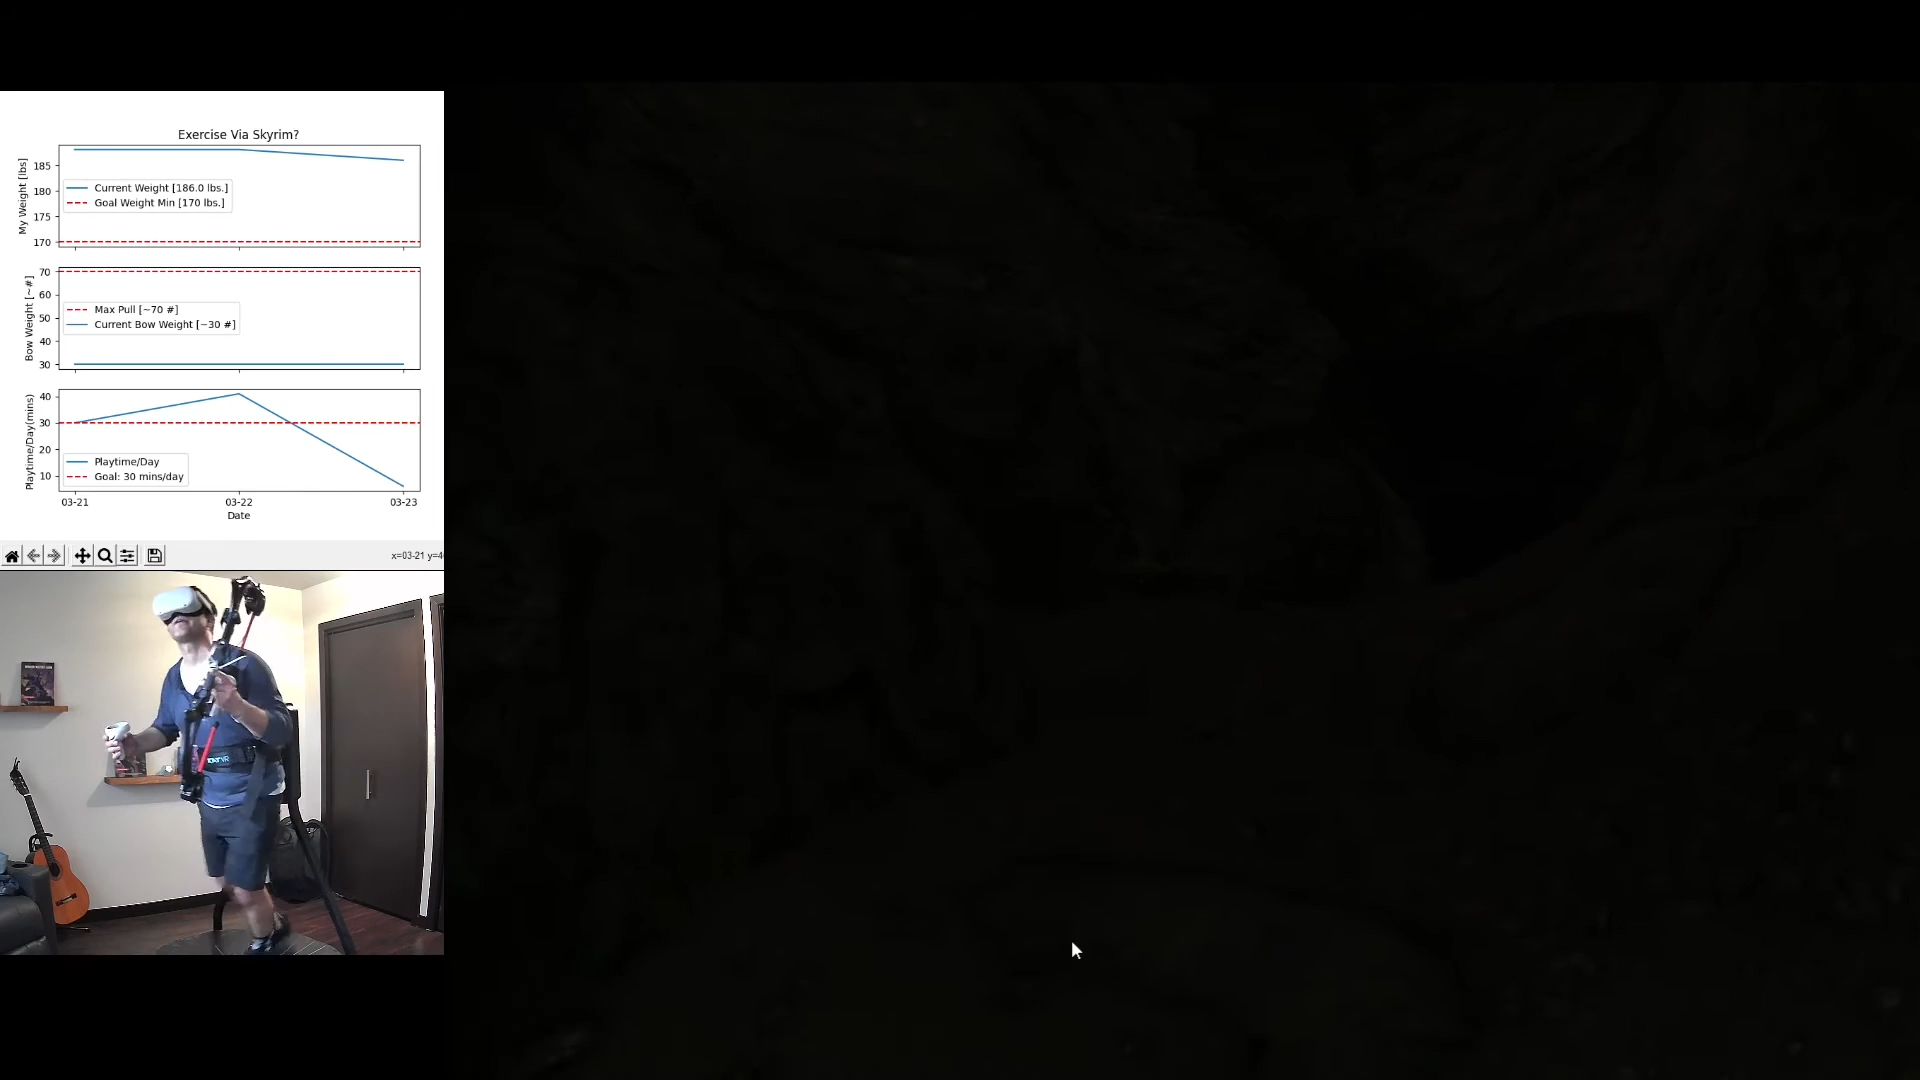 Exercise Via Skyrim?
My Weight [lbs]
185
180
175
170
Current Weight [186.0 lbs.]
Goal Weight Min [170 lbs.]
Bow Weight [~#]
70
60
50
40
30
Max Pull [~70 #]
Current Bow Weight [~30 #]
Playtime/Day(mins)
40
30
20
10
Playtime/Day
Goal: 30 mins/day
03-21 03-22 03-23
Date
x=03-21 y=4